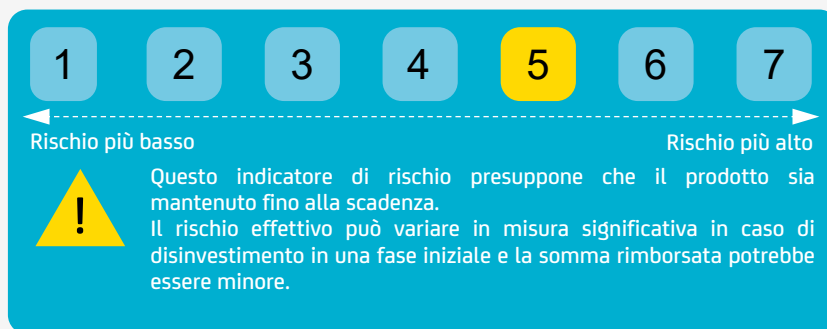 1 2 3 4 5 6 7
Rischio più basso Rischio più alto
Questo indicatore di rischio presuppone che il prodotto sia
mantenuto fino alla scadenza.
!
Il rischio effettivo può variare in misura significativa in caso di
disinvestimento in una fase iniziale e la somma rimborsata potrebbe
essere minore.